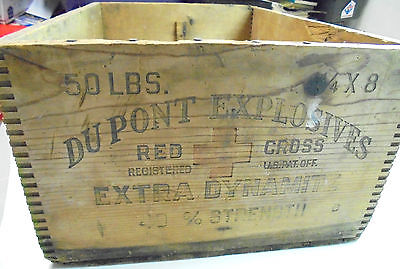 50 LBS. 4 X 8
DU PONT EXPLOSIVES
RED CROSS
REGISTERED U.S. PAT. OFF.
EXTRA DYNAMITE
% STRENGTH